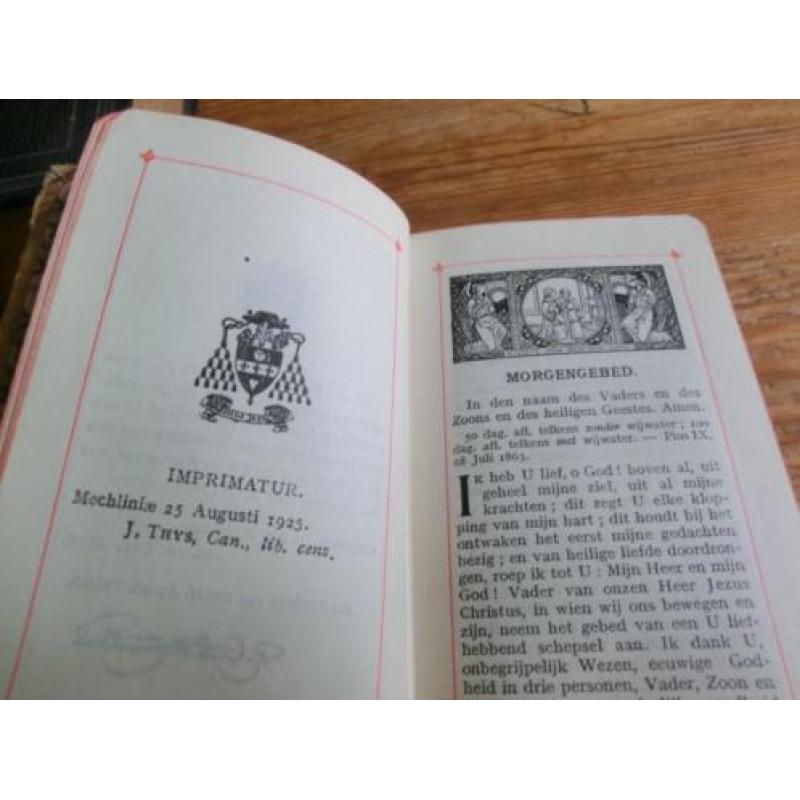 IMPRIMATUR.
Mechliniæ 25 Augusti 1925.
J. Thys, Can., lib. cens.
MORGENGEBED.
In den naam des Vaders en des
Zoons en des heiligen Geestes. Amen.
50 dag. afl. telkens zonder wijwater; 100
dag. afl. telkens met wijwater. — Pius IX,
28 Juli 1863.
IK heb U lief, o God! boven al, uit
geheel mijne ziel, uit al mijne
krachten; dit zegt U elke klop-
ping van mijn hart; dit houdt bij het
ontwaken het eerst mijne gedachten
bezig; en van heilige liefde doordron-
gen, roep ik tot U: Mijn Heer en mijn
God! Vader van onzen Heer Jezus
Christus, in wien wij ons bewegen en
zijn, neem het gebed van een U lief-
hebbend schepsel aan. Ik dank U,
onbegrijpelijk Wezen, eeuwige God-
heid in drie personen, Vader, Zoon en